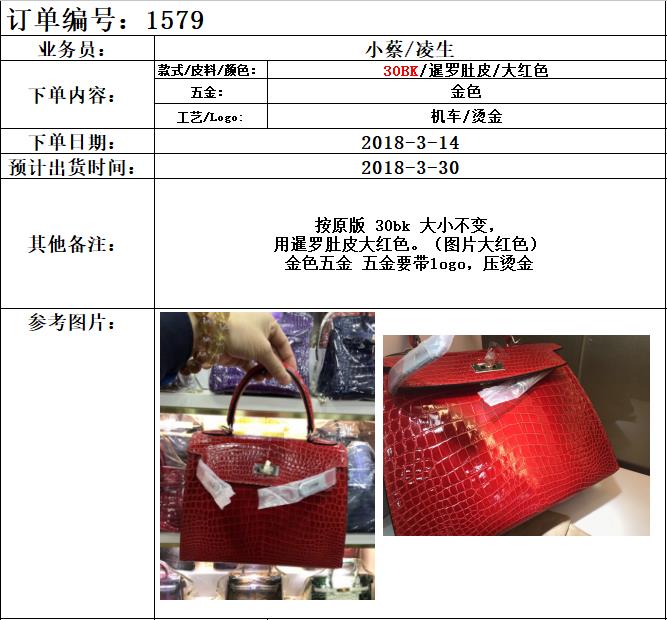 订单编号：1579
业务员：
小蔡/凌生
下单内容：
款式/皮料/颜色：
30BK/暹罗肚皮/大红色
五金：
金色
工艺/Logo:
机车/烫金
下单日期：
2018-3-14
预计出货时间：
2018-3-30
其他备注：
按原版 30bk 大小不变，
用暹罗肚皮大红色。（图片大红色）
金色五金 五金要带logo，压烫金
参考图片：